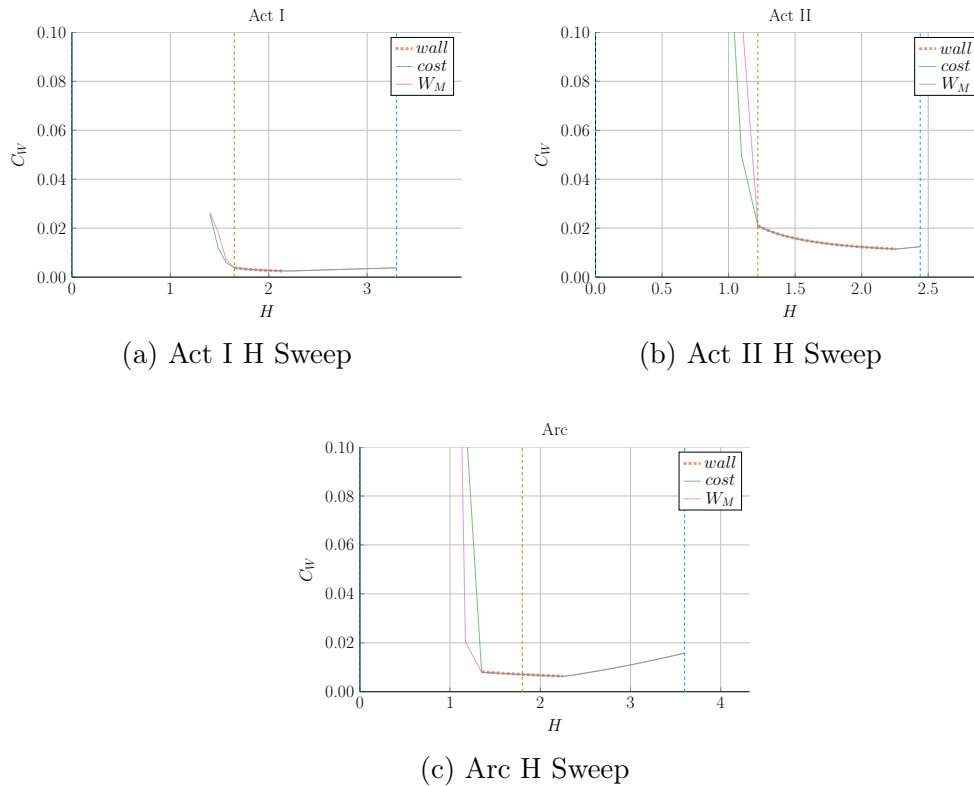 Act I
0.10
0.08
0.06
0.04
0.02
0.00
C_W
0
1
2
3
H
wall
cost
W_M
(a) Act I H Sweep
Act II
0.10
0.08
0.06
0.04
0.02
0.00
C_W
0.0
0.5
1.0
1.5
2.0
2.5
H
wall
cost
W_M
(b) Act II H Sweep
Arc
0.10
0.08
0.06
0.04
0.02
0.00
C_W
0
1
2
3
4
H
wall
cost
W_M
(c) Arc H Sweep